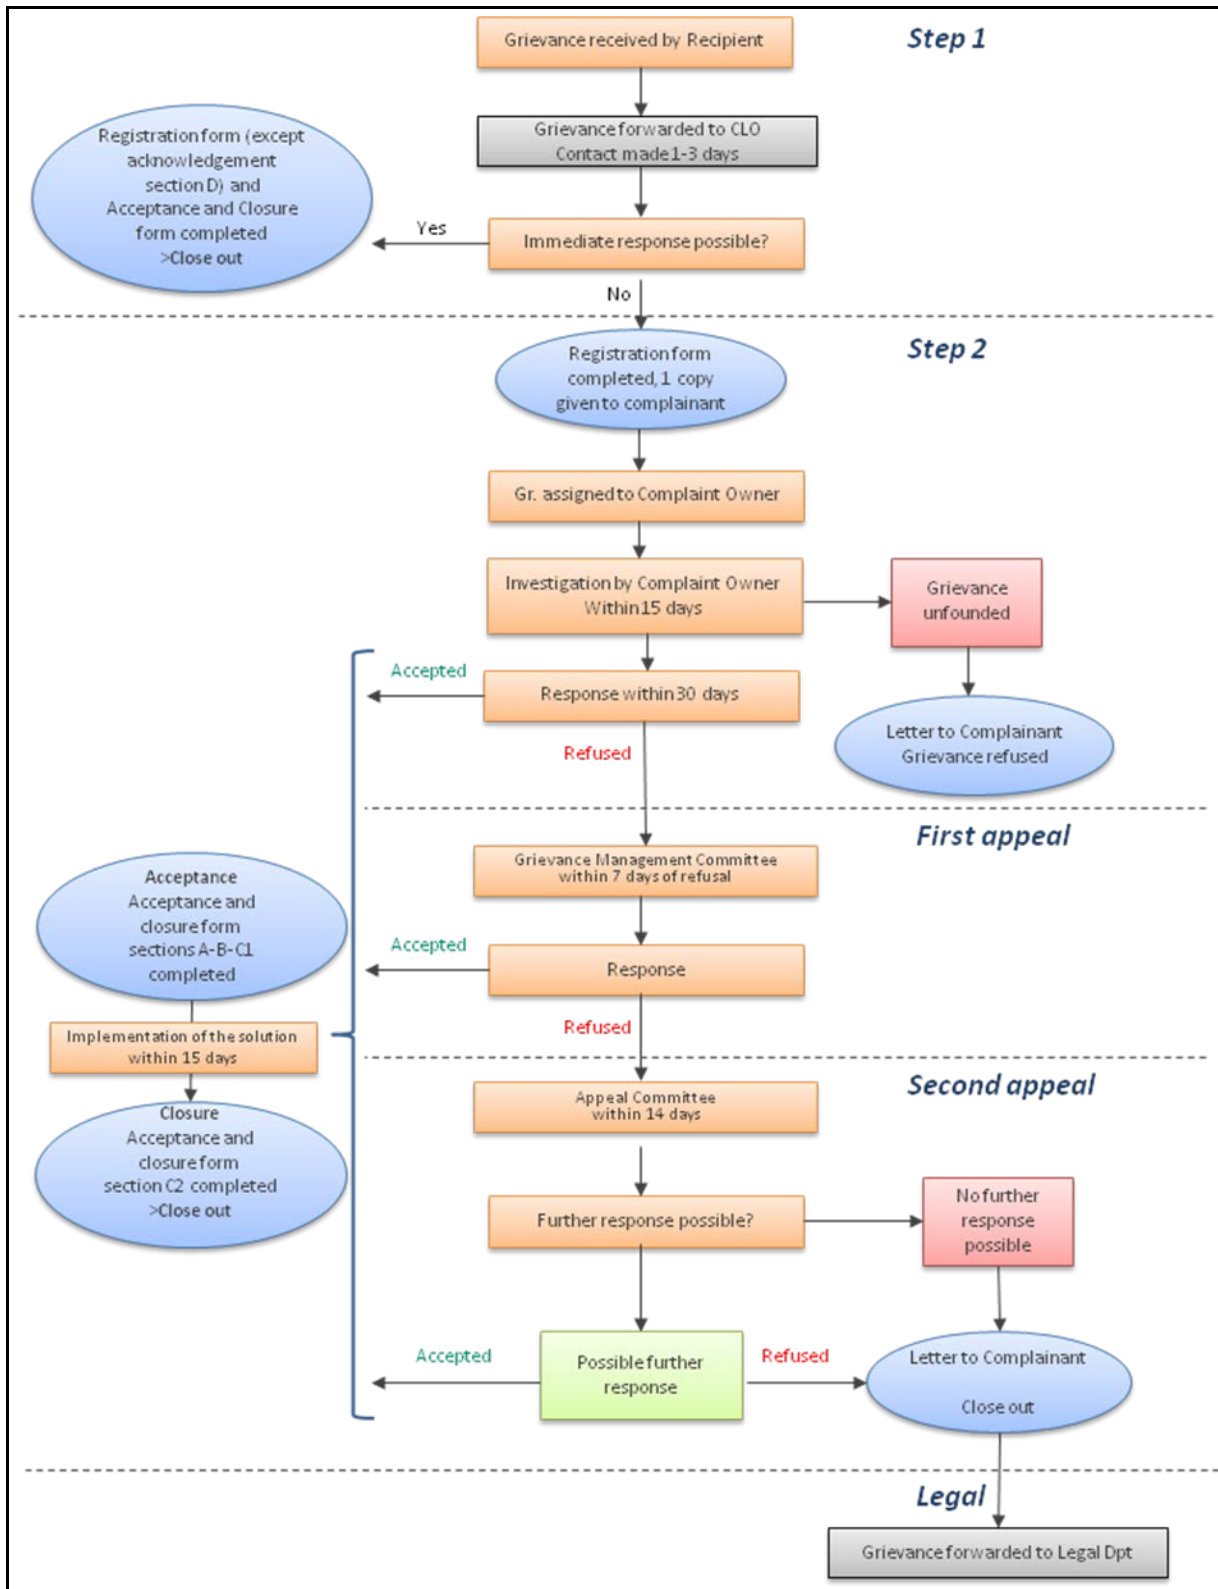 Grievance received by Recipient
Step 1
Grievance forwarded to CLO
Contact made 1-3 days
Registration form (except
acknowledgement
section D) and
Acceptance and Closure
form completed
>Close out
Yes
Immediate response possible?
No
Step 2
Registration form
completed, 1 copy
given to complainant
Gr. assigned to Complaint Owner
Investigation by Complaint Owner
Within 15 days
Grievance
unfounded
Accepted
Response within 30 days
Refused
Letter to Complainant
Grievance refused
First appeal
Grievance Management Committee
within 7 days of refusal
Acceptance
Acceptance and
closure form
sections A-B-C1
completed
Accepted
Response
Refused
Implementation of the solution
within 15 days
Second appeal
Appeal Committee
within 14 days
Closure
Acceptance and
closure form
section C2 completed
>Close out
Further response possible?
No further
response
possible
Accepted
Possible further
response
Refused
Letter to Complainant
Close out
Legal
Grievance forwarded to Legal Dpt